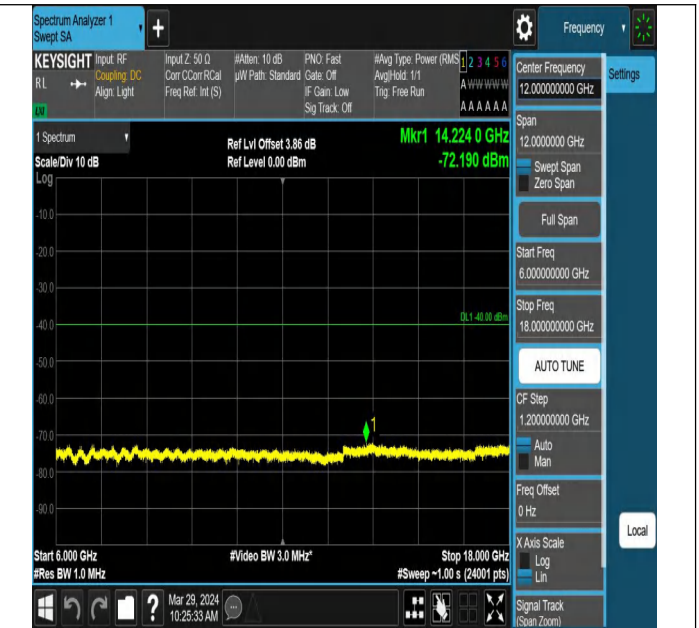 Spectrum Analyzer 1
Swept SA
+
Frequency
KEYSIGHT
RL
LXI
Input: RF
Coupling: DC
Align: Light
Input Z: 50 Ω
Corr CCorr RCal
Freq Ref: Int (S)
#Atten: 10 dB
µW Path: Standard
PNO: Fast
Gate: Off
IF Gain: Low
Sig Track: Off
#Avg Type: Power (RMS
Avg|Hold: 1/1
Trig: Free Run
1 2 3 4 5 6
A W W W W W
A A A A A A
1 Spectrum
Scale/Div 10 dB
Log
Ref Lvl Offset 3.86 dB
Ref Level 0.00 dBm
Mkr1 14.224 0 GHz
-72.190 dBm
-10.0
-20.0
-30.0
DL1 -40.00 dBm
-40.0
-50.0
-60.0
1
-70.0
-80.0
-90.0
Start 6.000 GHz
#Res BW 1.0 MHz
#Video BW 3.0 MHz*
Stop 18.000 GHz
#Sweep ~1.00 s (24001 pts)
?
Mar 29, 2024
10:25:33 AM
Center Frequency
12.000000000 GHz
Settings
Span
12.0000000 GHz
Swept Span
Zero Span
Full Span
Start Freq
6.000000000 GHz
Stop Freq
18.000000000 GHz
AUTO TUNE
CF Step
1.200000000 GHz
Auto
Man
Freq Offset
0 Hz
X Axis Scale
Log
Lin
Signal Track
(Span Zoom)
Local